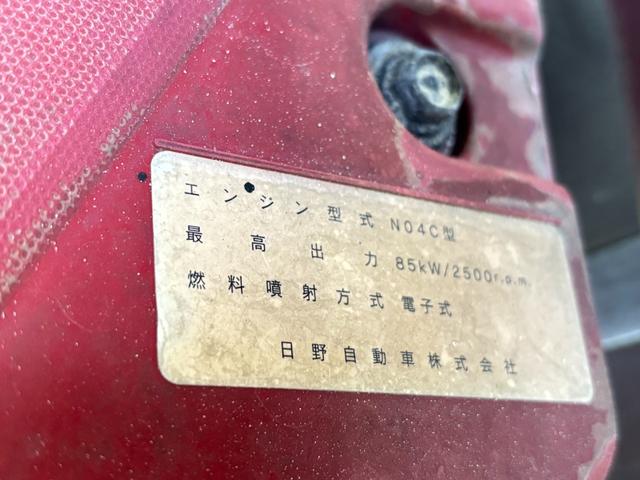 エンジン型式 N04C型
最高出力 85kW/2500r.p.m.
燃料噴射方式 電子式
日野自動車株式会社